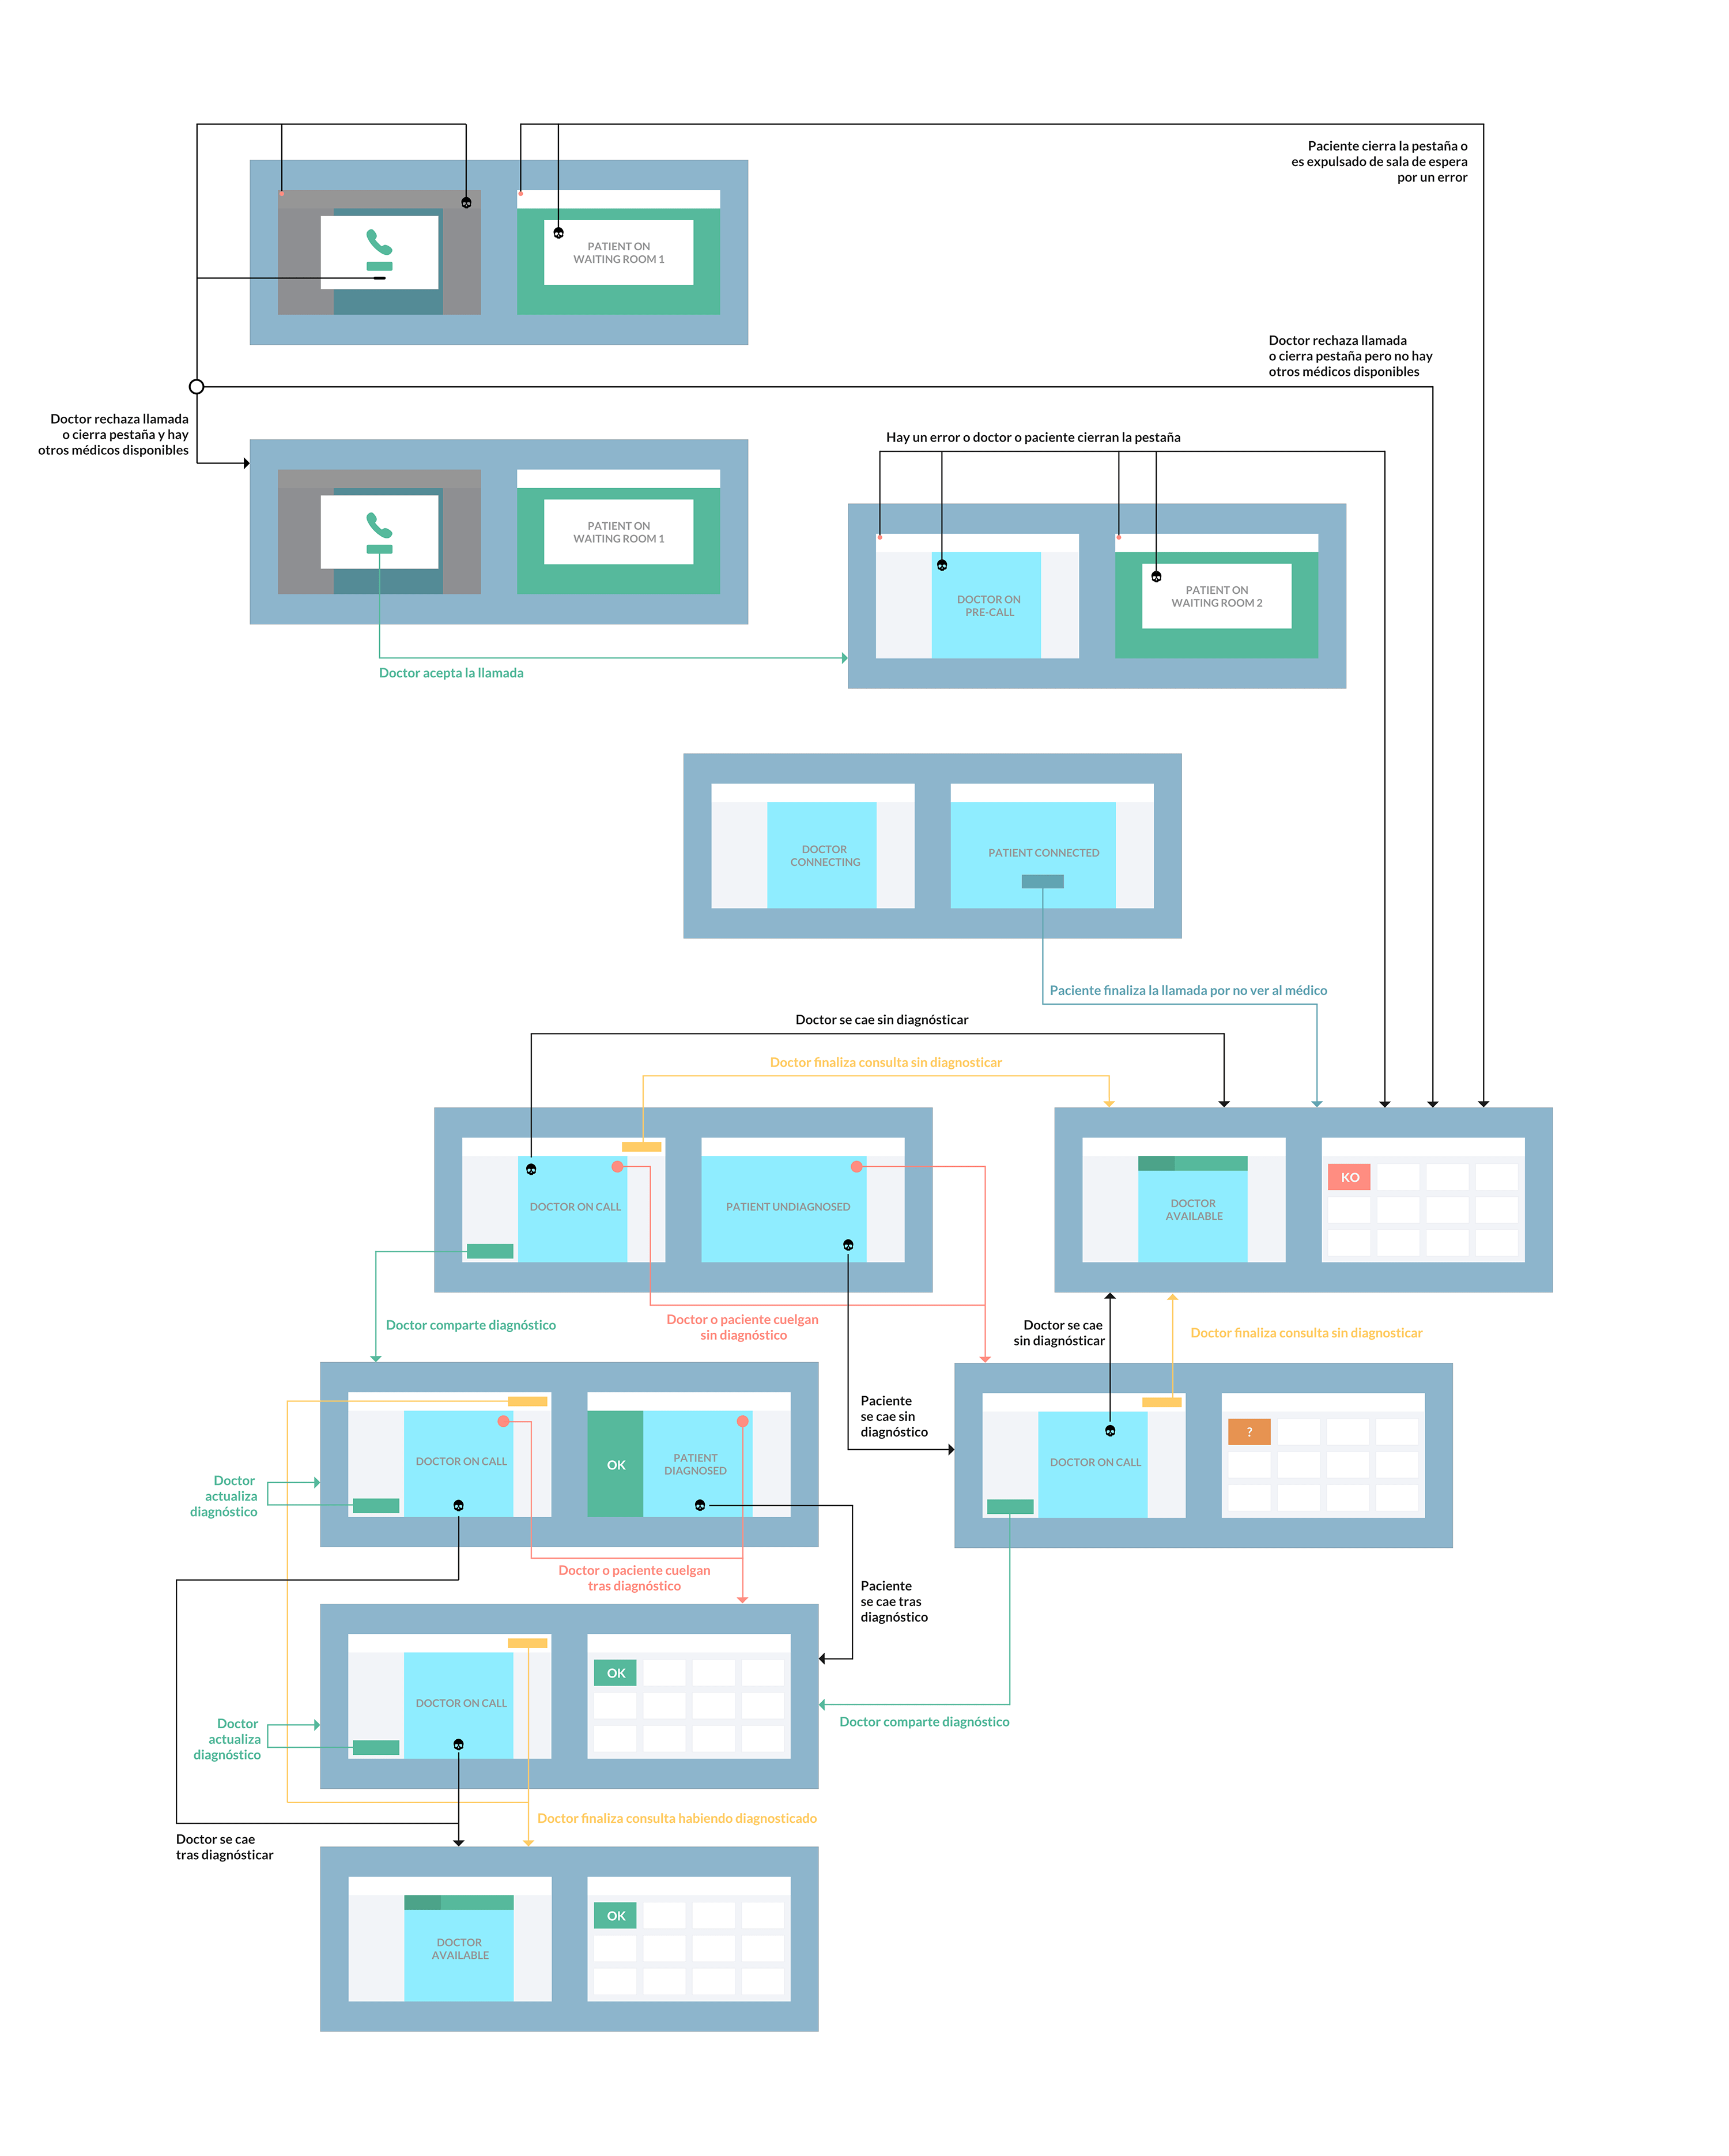 Paciente cierra la pestaña o
es expulsado de sala de espera
por un error
PATIENT ON
WAITING ROOM 1
Doctor rechaza llamada
o cierra pestaña pero no hay
otros médicos disponibles
Doctor rechaza llamada
o cierra pestaña y hay
otros médicos disponibles
Hay un error o doctor o paciente cierran la pestaña
PATIENT ON
WAITING ROOM 1
DOCTOR ON
PRE-CALL
PATIENT ON
WAITING ROOM 2
Doctor acepta la llamada
DOCTOR
CONNECTING
PATIENT CONNECTED
Paciente finaliza la llamada por no ver al médico
Doctor se cae sin diagnósticar
Doctor finaliza consulta sin diagnosticar
DOCTOR ON CALL
PATIENT UNDIAGNOSED
DOCTOR
AVAILABLE
KO
Doctor comparte diagnóstico
Doctor o paciente cuelgan
sin diagnóstico
Doctor se cae
sin diagnósticar
Doctor finaliza consulta sin diagnosticar
Paciente
se cae sin
diagnóstico
DOCTOR ON CALL
OK
PATIENT
DIAGNOSED
DOCTOR ON CALL
?
Doctor
actualiza
diagnóstico
Doctor o paciente cuelgan
tras diagnóstico
Paciente
se cae tras
diagnóstico
DOCTOR ON CALL
OK
Doctor
actualiza
diagnóstico
Doctor comparte diagnóstico
Doctor finaliza consulta habiendo diagnosticado
Doctor se cae
tras diagnósticar
DOCTOR
AVAILABLE
OK